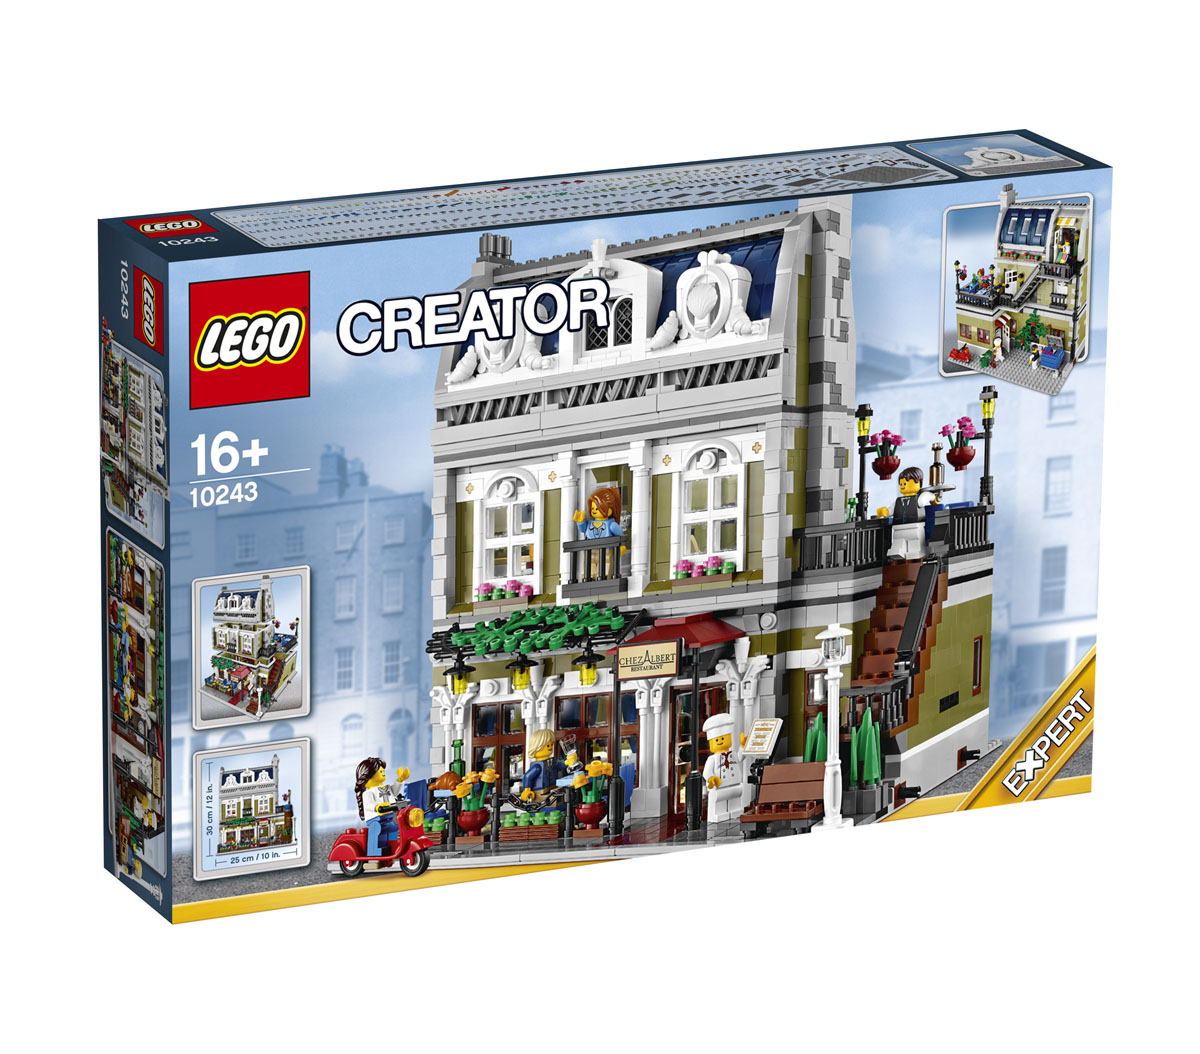 LEGO
10243
10243
LEGO
LEGO
CREATOR
16+
10243
CHEZ ALBERT
RESTAURANT
30 cm / 12 in.
25 cm / 10 in.
EXPERT